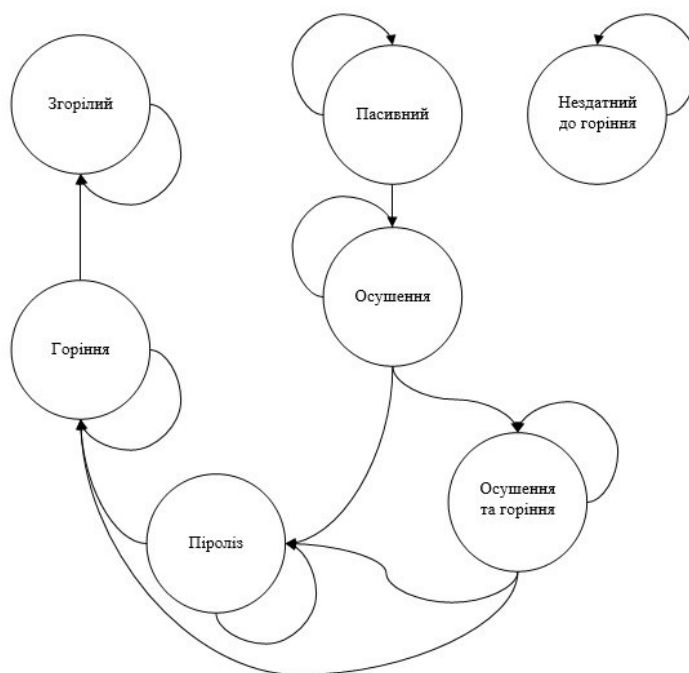 Згорілий
Пасивний
Нездатний
до горіння
Осушення
Горіння
Осушення
та горіння
Піроліз